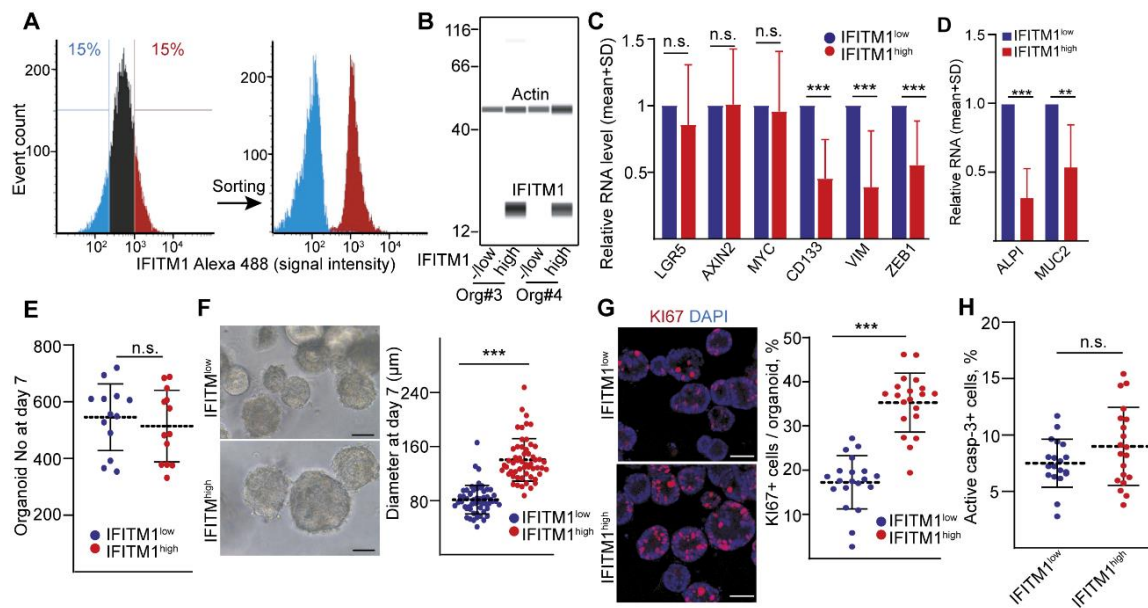 A
15%
15%
Event count
200
100
10² 10³ 10⁴
Sorting
200
100
10² 10³ 10⁴
IFITM1 Alexa 488 (signal intensity)
B
116
66
40
12
Actin
IFITM1
IFITM1
-/low
high
-/low
high
Org#3
Org#4
C
Relative RNA level (mean+SD)
1.5
1
0.5
IFITM1low
IFITM1high
n.s.
n.s.
n.s.
***
***
***
LGR5
AXIN2
MYC
CD133
VIM
ZEB1
D
IFITM1low
IFITM1high
Relative RNA (mean+SD)
1.5
1
0.5
***
**
ALPI
MUC2
E
Organoid No at day 7
800
600
400
200
n.s.
IFITM1low
IFITM1high
F
IFITMlow
IFITMhigh
Diameter at day 7 (µm)
240
160
80
***
IFITM1low
IFITM1high
G
KI67 DAPI
IFITM1low
IFITM1high
KI67+ cells / organoid, %
50
40
30
20
10
***
IFITM1low
IFITM1high
H
Active casp-3+ cells, %
20
15
10
5
n.s.
IFITM1low
IFITM1high